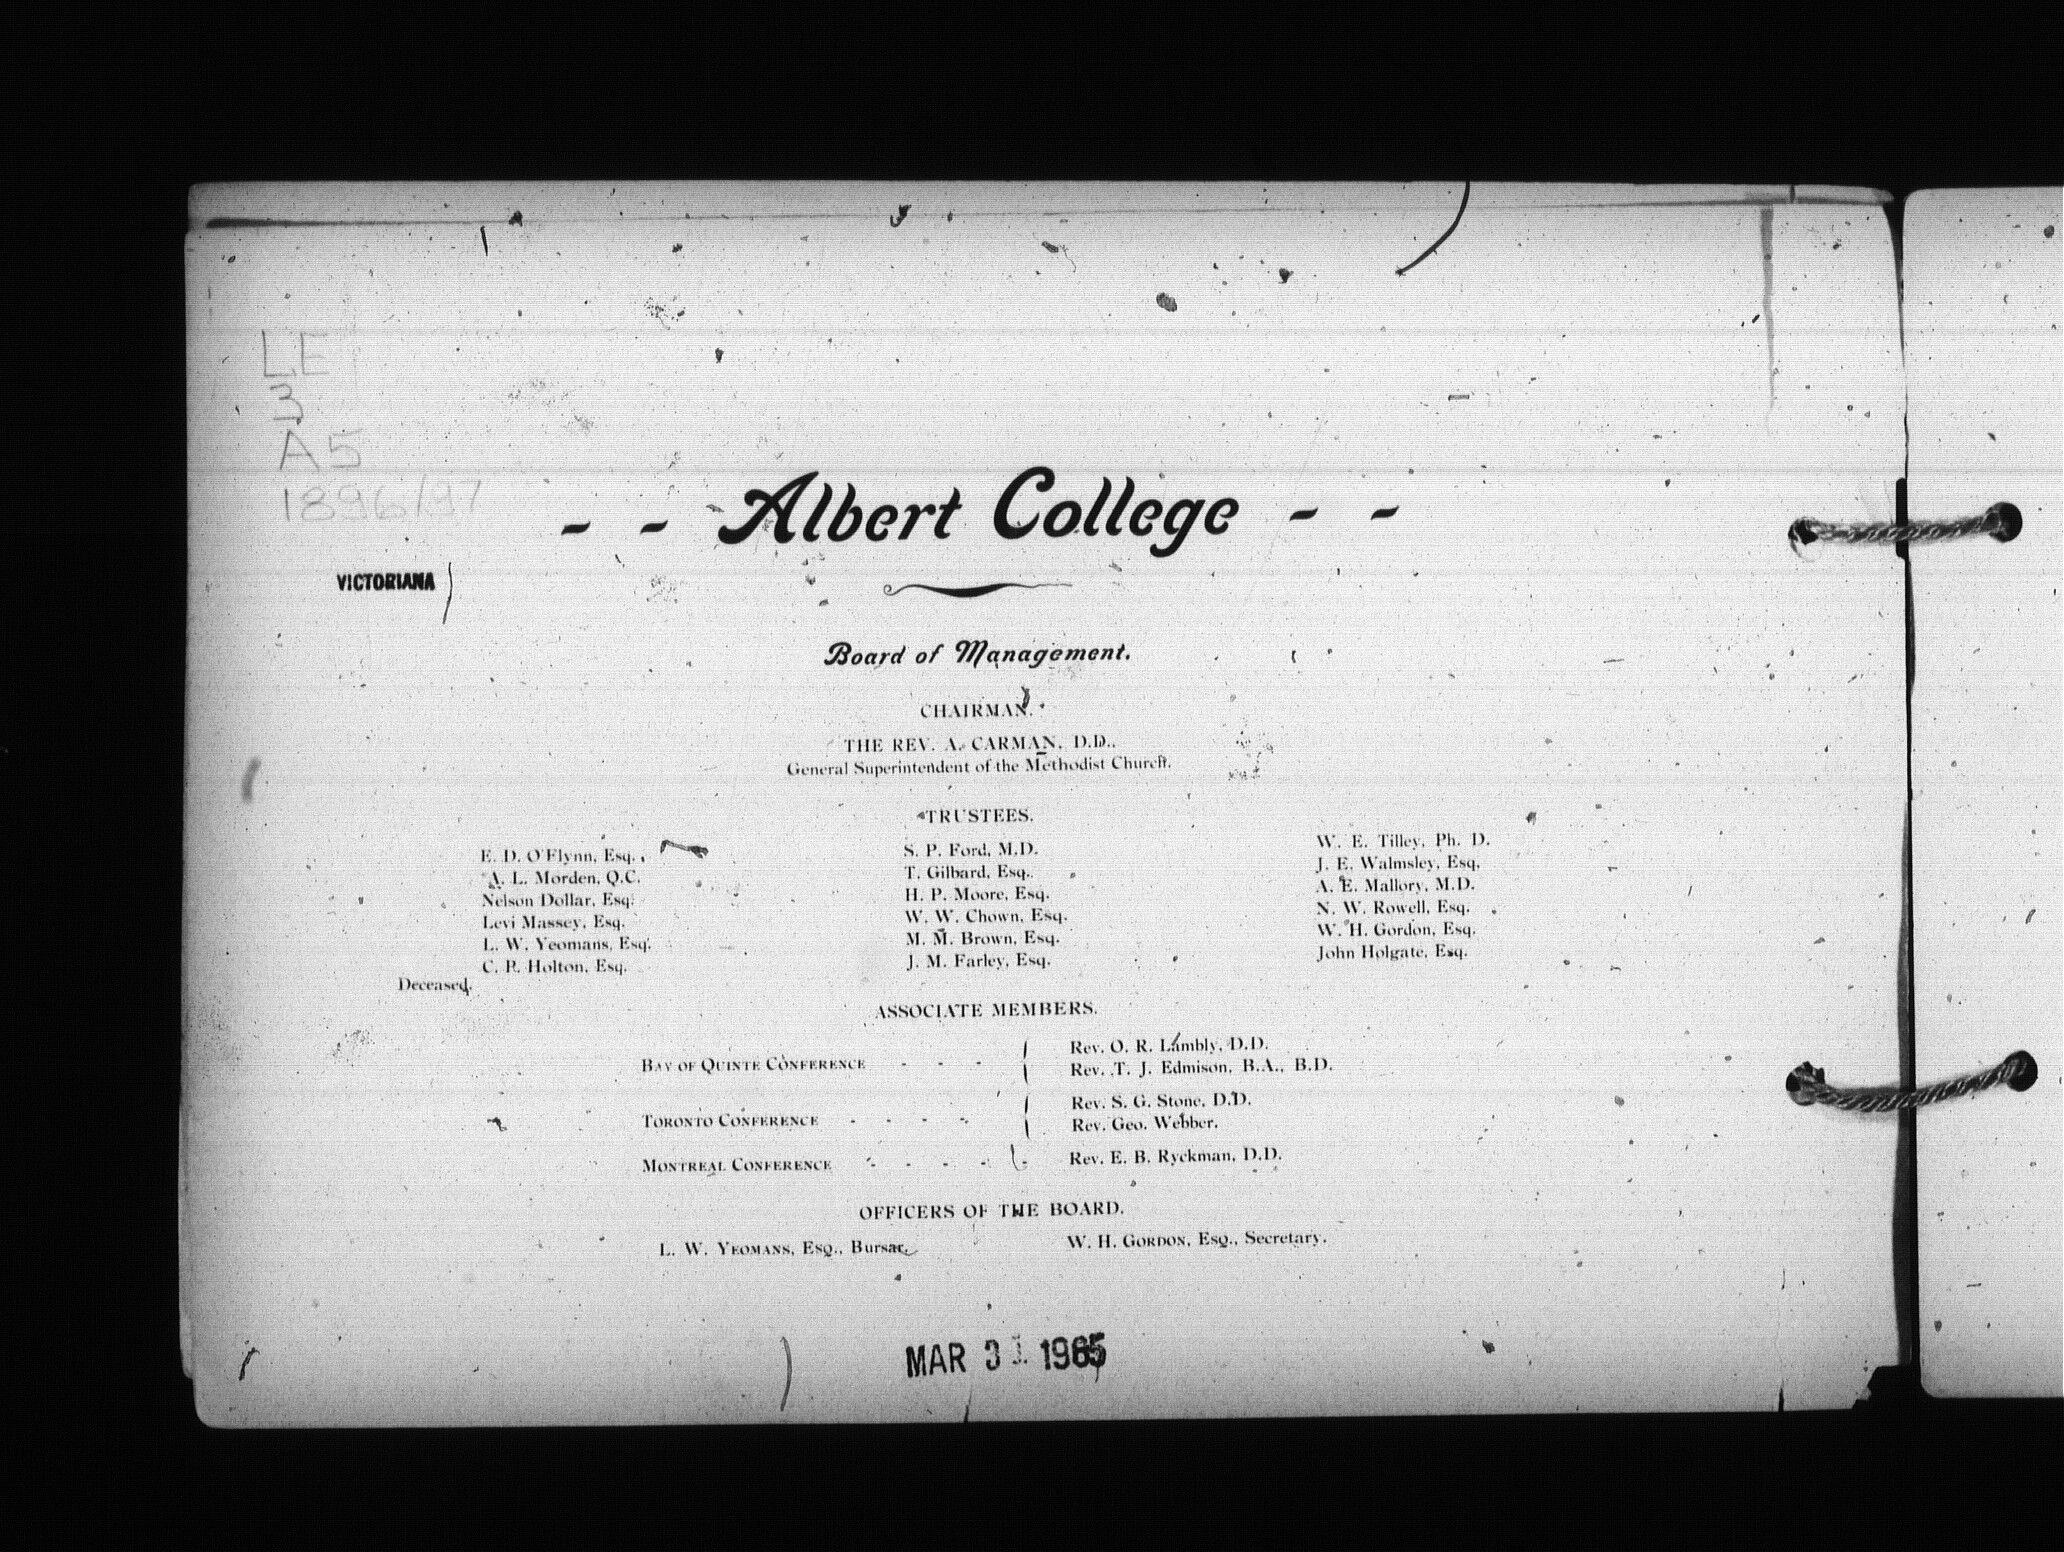 LE
3
A5
1896/97
- - Albert College - -
VICTORIANA
Board of Management.
CHAIRMAN.
THE REV. A. CARMAN, D.D.,
General Superintendent of the Methodist Church.
TRUSTEES.
E. D. O'Flynn, Esq.
A. L. Morden, Q.C.
Nelson Dollar, Esq.
Levi Massey, Esq.
L. W. Yeomans, Esq.
C. P. Holton, Esq.
Deceased.
S. P. Ford, M.D.
T. Gilbard, Esq.
H. P. Moore, Esq.
W. W. Chown, Esq.
M. M. Brown, Esq.
J. M. Farley, Esq.
W. E. Tilley, Ph. D.
J. E. Walmsley, Esq.
A. E. Mallory, M.D.
N. W. Rowell, Esq.
W. H. Gordon, Esq.
John Holgate, Esq.
ASSOCIATE MEMBERS.
BAY OF QUINTE CONFERENCE - - - Rev. O. R. Lambly, D.D.
Rev. T. J. Edmison, B.A., B.D.
TORONTO CONFERENCE - - - - Rev. S. G. Stone, D.D.
Rev. Geo. Webber.
MONTREAL CONFERENCE - - - - - Rev. E. B. Ryckman, D.D.
OFFICERS OF THE BOARD.
L. W. YEOMANS, ESQ., Bursar. W. H. GORDON, ESQ., Secretary.
MAR 31 1965